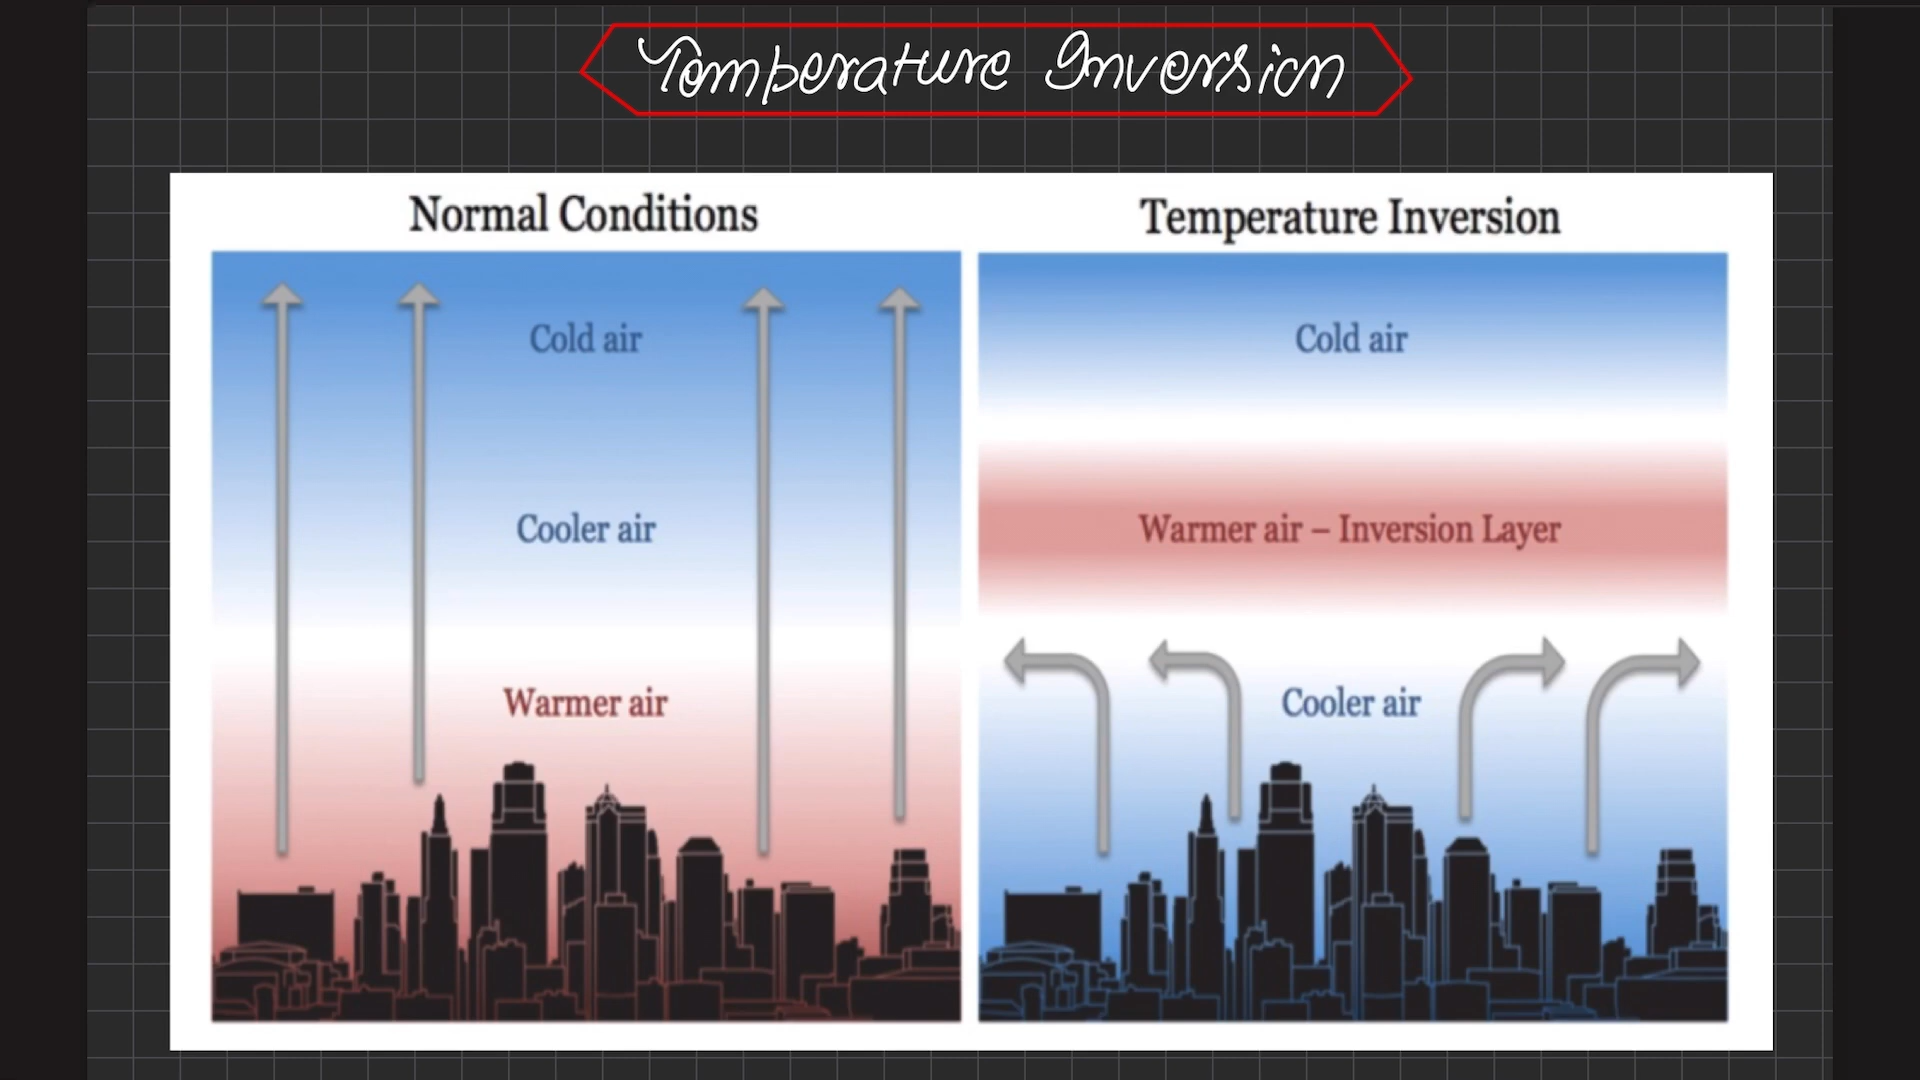 Temperature Inversion
Normal Conditions
Cold air
Cooler air
Warmer air
Temperature Inversion
Cold air
Warmer air – Inversion Layer
Cooler air